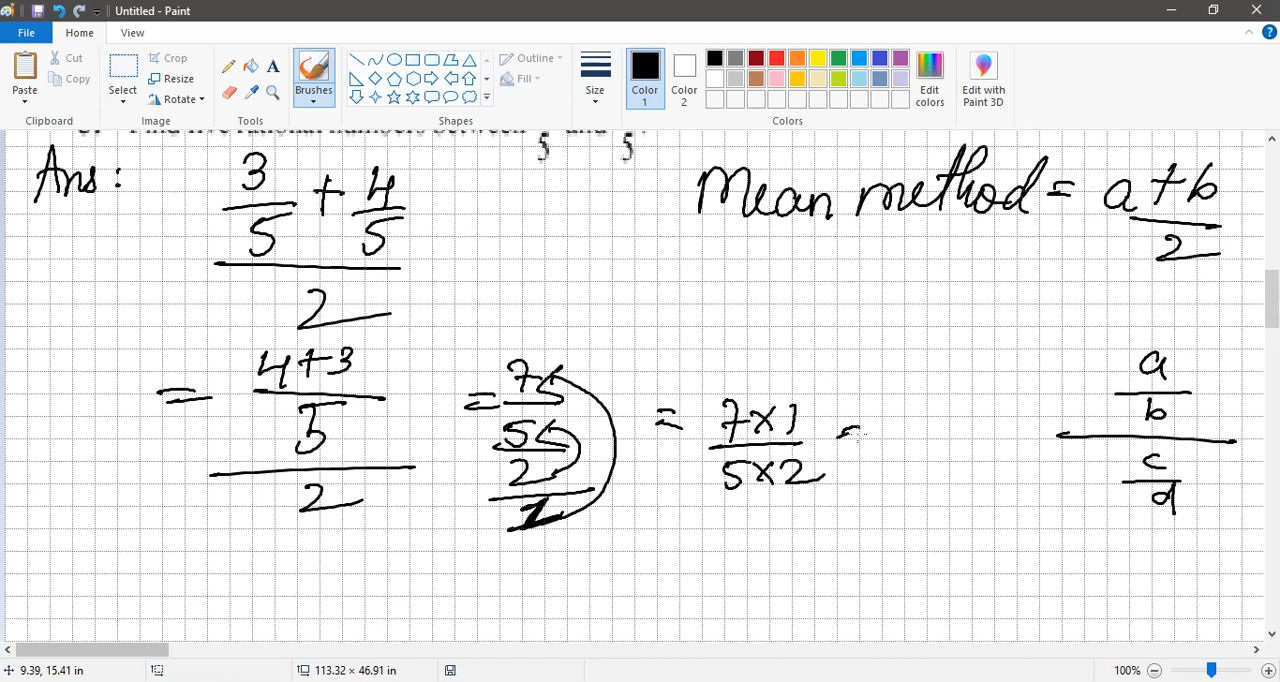 Untitled - Paint
File Home View
Paste Cut Copy Select Crop Resize Rotate Brushes Outline Fill Size Color 1 Color 2 Edit colors Edit with Paint 3D
Clipboard Image Tools Shapes Colors
Ans : 3/5 + 4/5
2
Mean method = a+b/2
= 4+3/5
2
= 7/5
2/1
= 7×1/5×2 =
a/b
c/d
9.39, 15.41 in 113.32 × 46.91in 100%